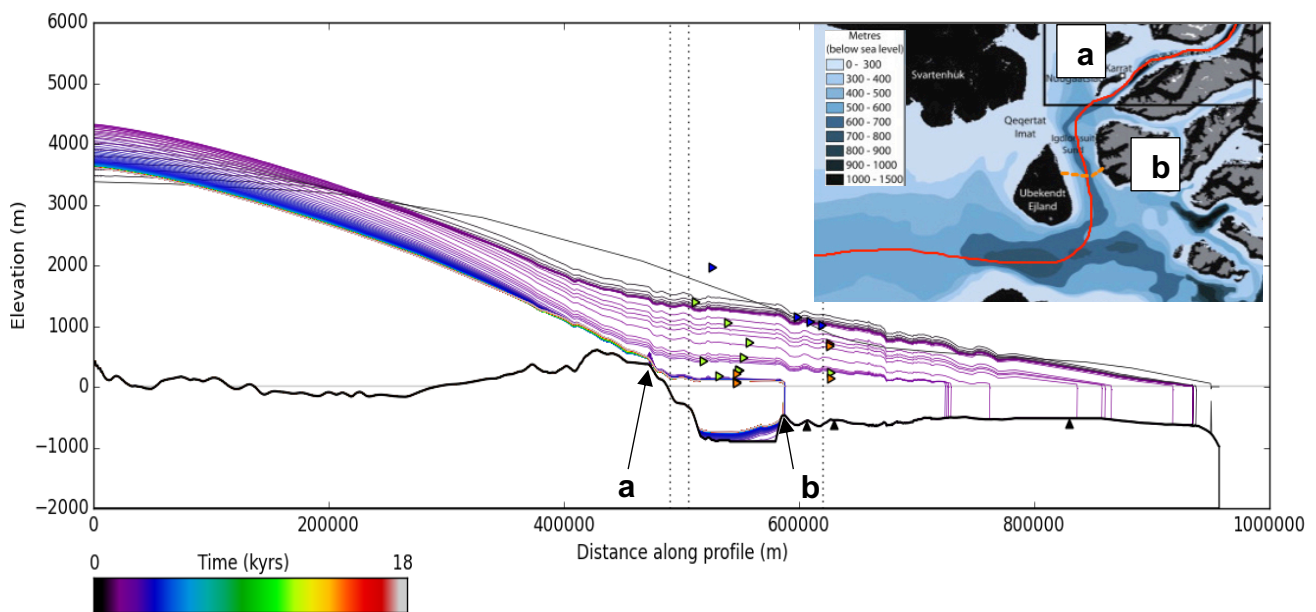 6000
5000
4000
3000
2000
1000
0
−1000
−2000
Elevation (m)
0
200000
400000
600000
800000
1000000
Distance along profile (m)
0 Time (kyrs) 18
a
b
Metres
(below sea level)
0 - 300
300 - 400
400 - 500
500 - 600
600 - 700
700 - 800
800 - 900
900 - 1000
1000 - 1500
Svartenhuk
a
Karrat
Qeqertat
Imat
Sund
b
Ubekendt
Ejland